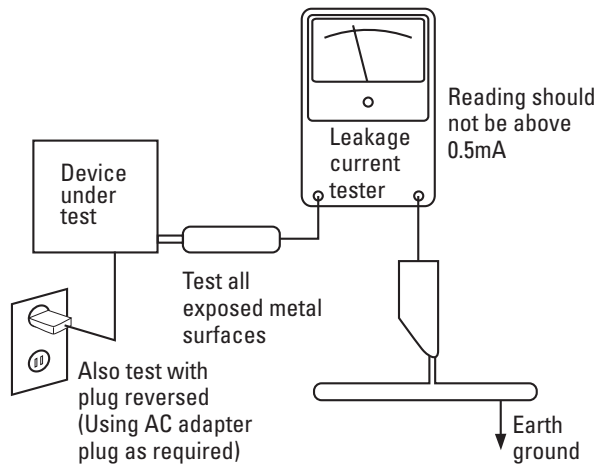 Device
under
test
Leakage
current
tester
Reading should
not be above
0.5mA
Test all
exposed metal
surfaces
Also test with
plug reversed
(Using AC adapter
plug as required)
Earth
ground